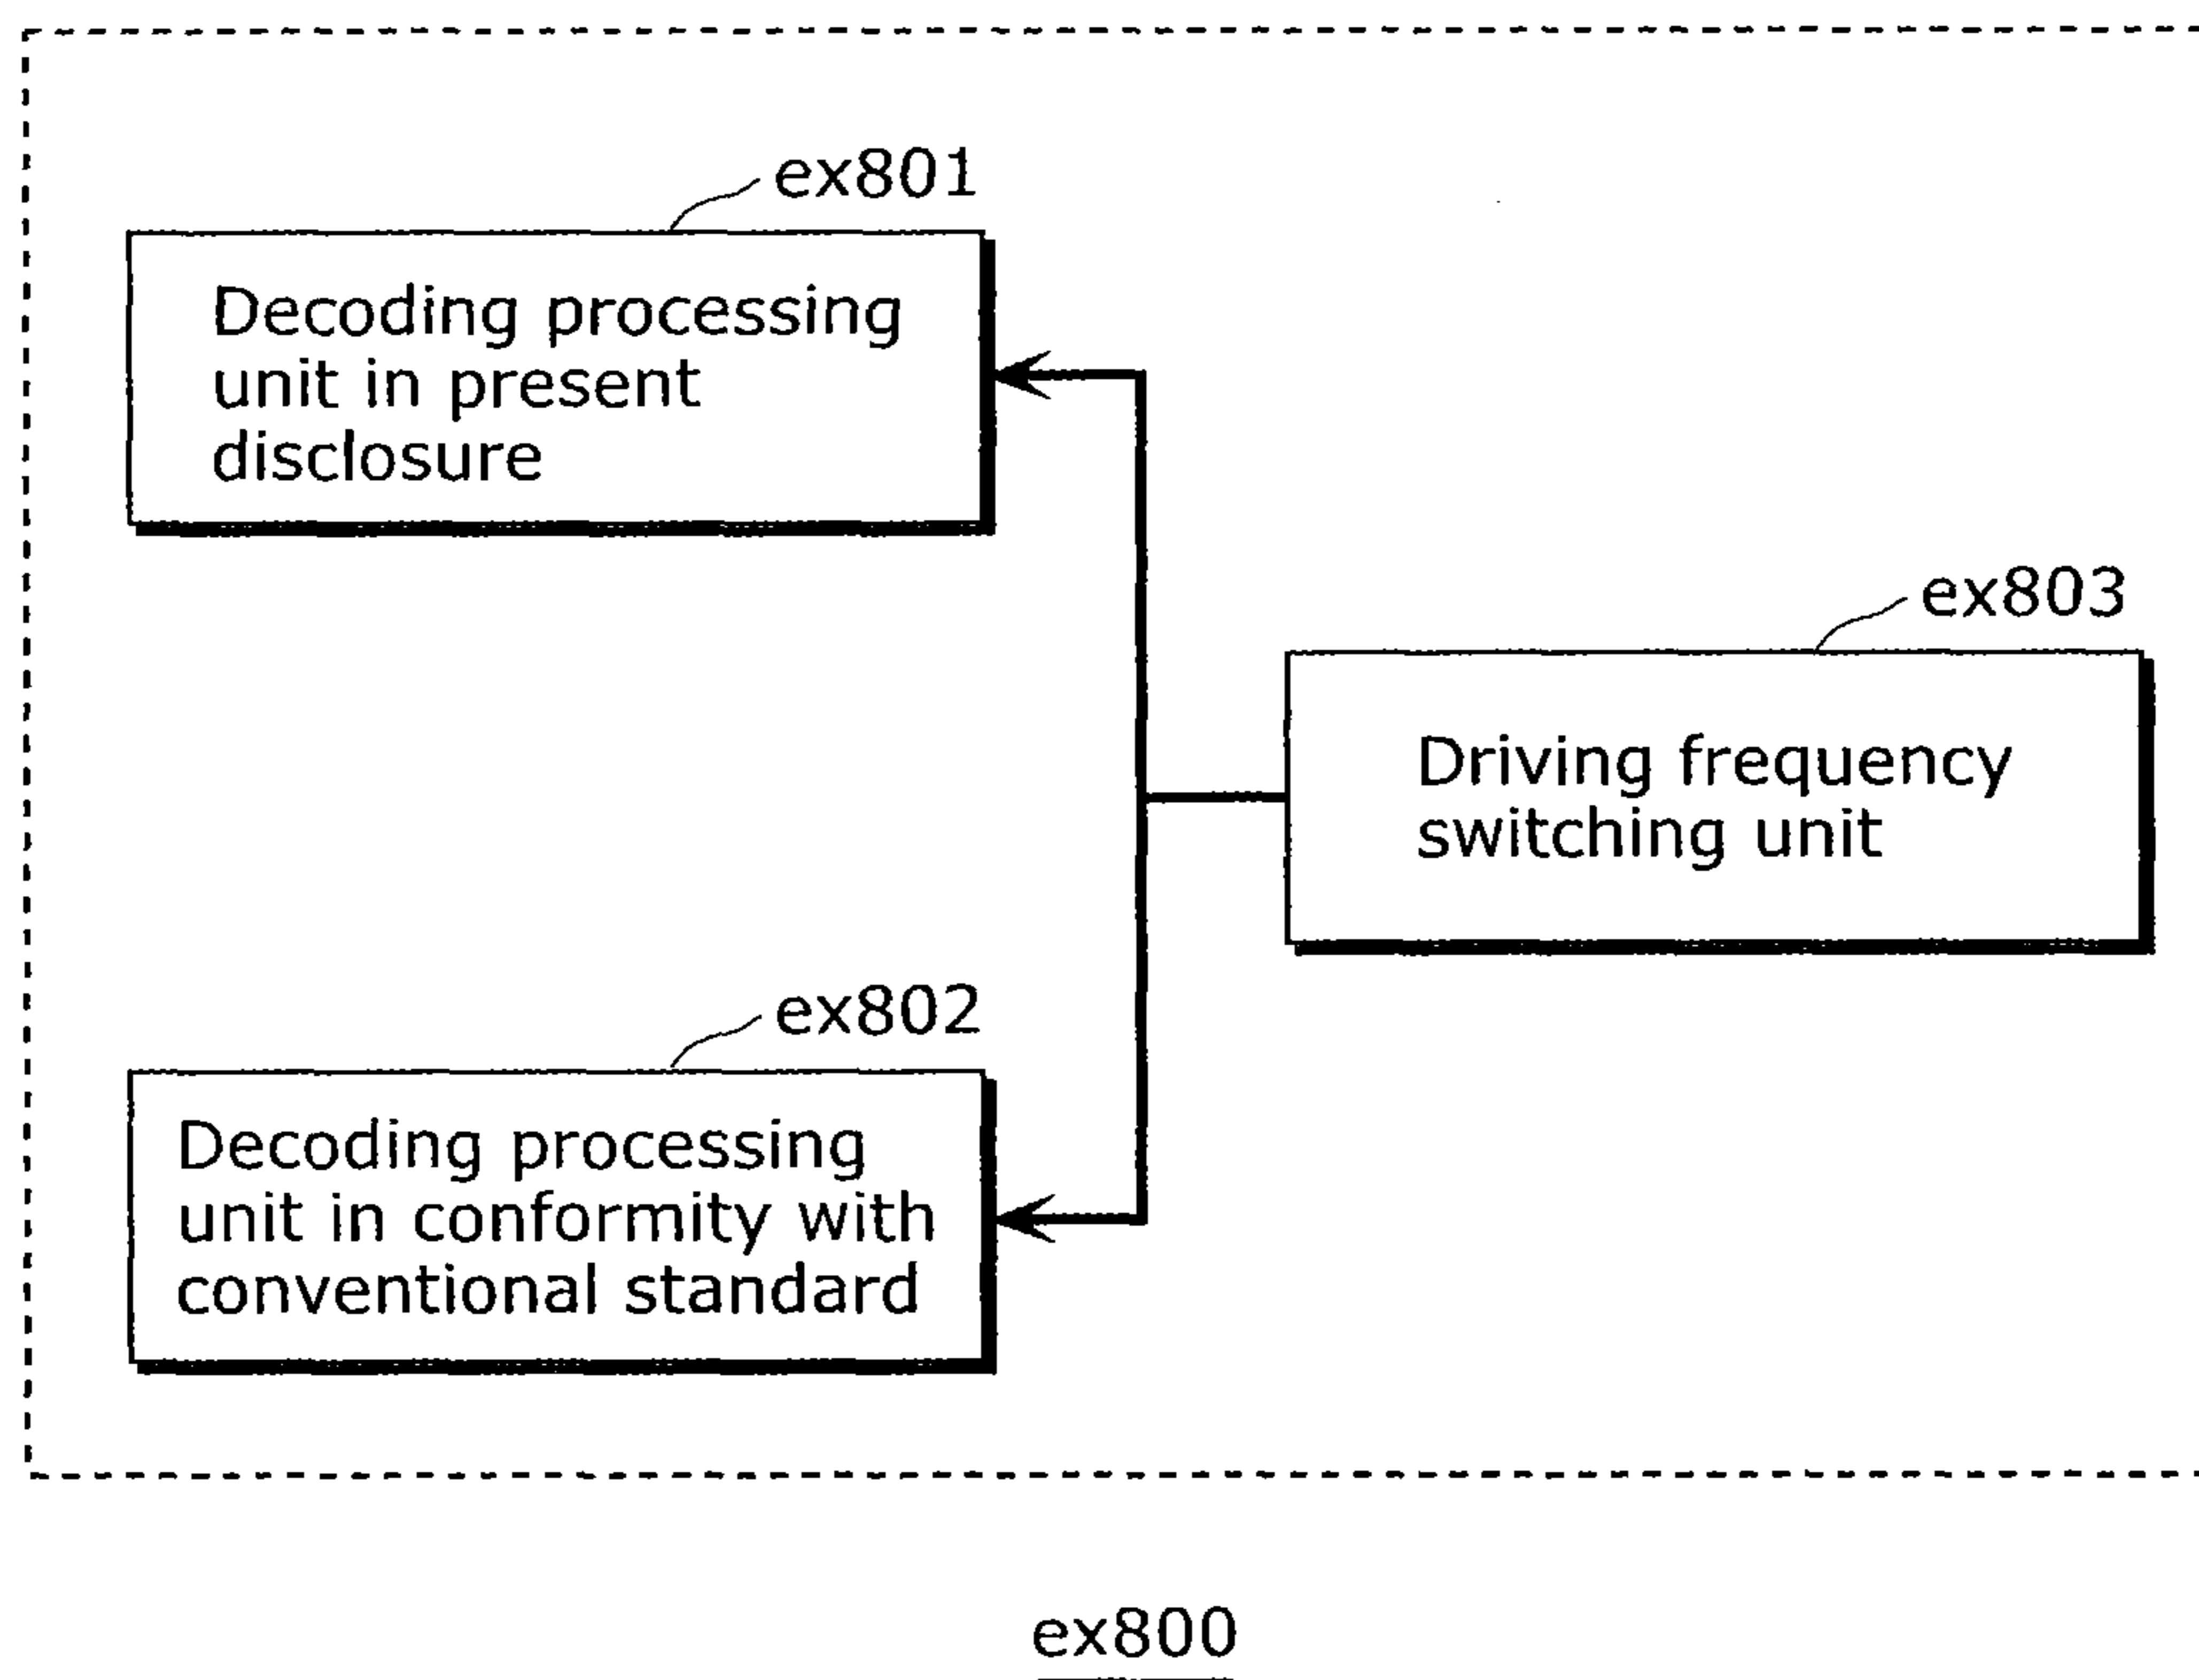 ex801
Decoding processing
unit in present
disclosure
ex803
Driving frequency
switching unit
ex802
Decoding processing
unit in conformity with
conventional standard
ex800